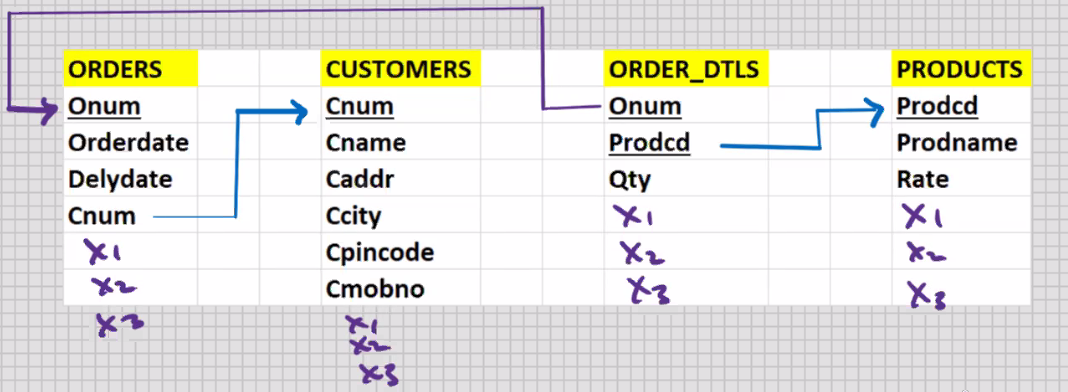 ORDERS
Onum
Orderdate
Delydate
Cnum
x1
x2
x3
CUSTOMERS
Cnum
Cname
Caddr
Ccity
Cpincode
Cmobno
x1
x2
x3
ORDER_DTLS
Onum
Prodcd
Qty
x1
x2
x3
PRODUCTS
Prodcd
Prodname
Rate
x1
x2
x3